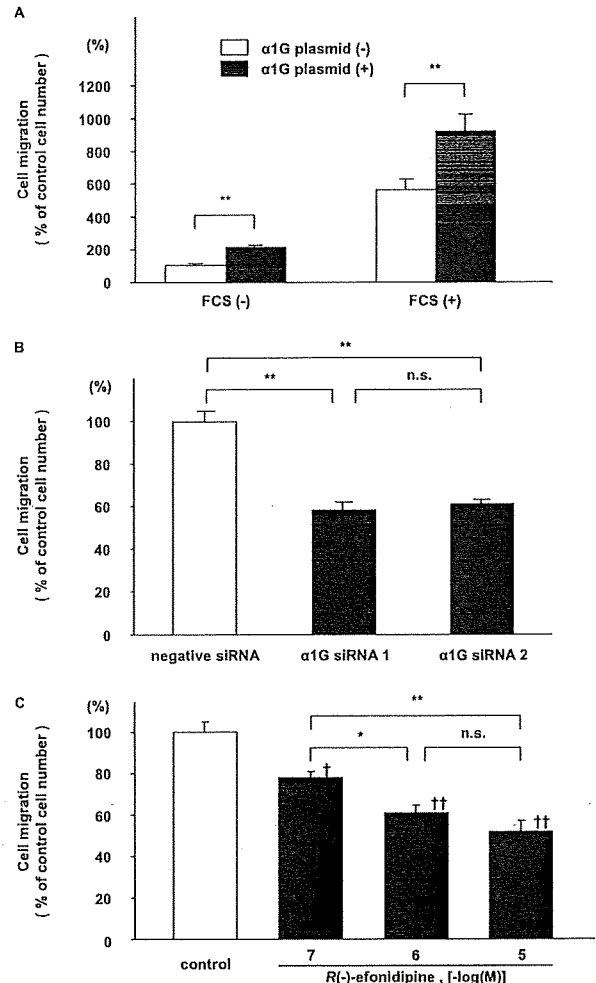 A
(%)
α1G plasmid (-)
α1G plasmid (+)
Cell migration
( % of control cell number )
1200
1000
800
600
400
200
0
**
**
FCS (-)
FCS (+)
B
(%)
**
**
n.s.
Cell migration
( % of control cell number )
100
80
60
40
20
0
negative siRNA
α1G siRNA 1
α1G siRNA 2
C
(%)
**
*
n.s.
Cell migration
( % of control cell number )
100
80
60
40
20
0
†
††
††
control
7
6
5
R(-)-efonidipine , [-log(M)]